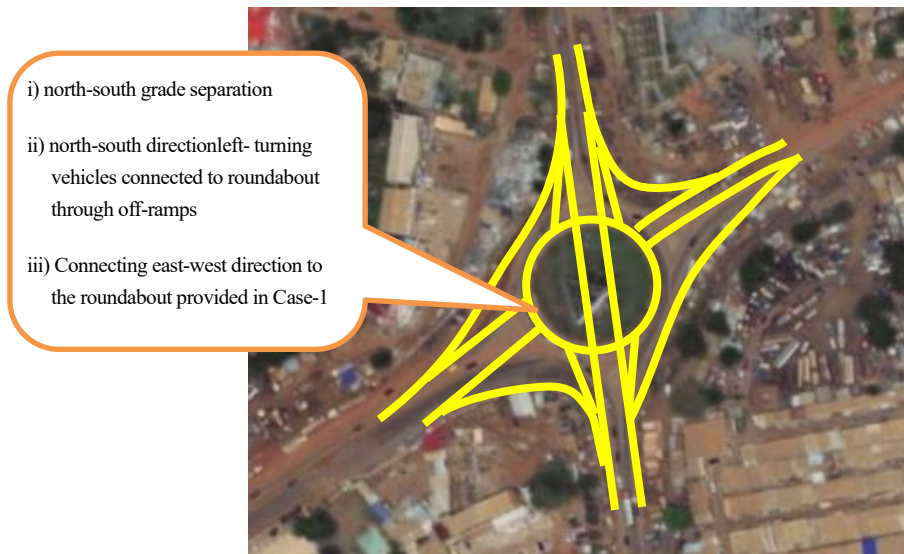 i) north-south grade separation
ii) north-south directionleft- turning
vehicles connected to roundabout
through off-ramps
iii) Connecting east-west direction to
the roundabout provided in Case-1